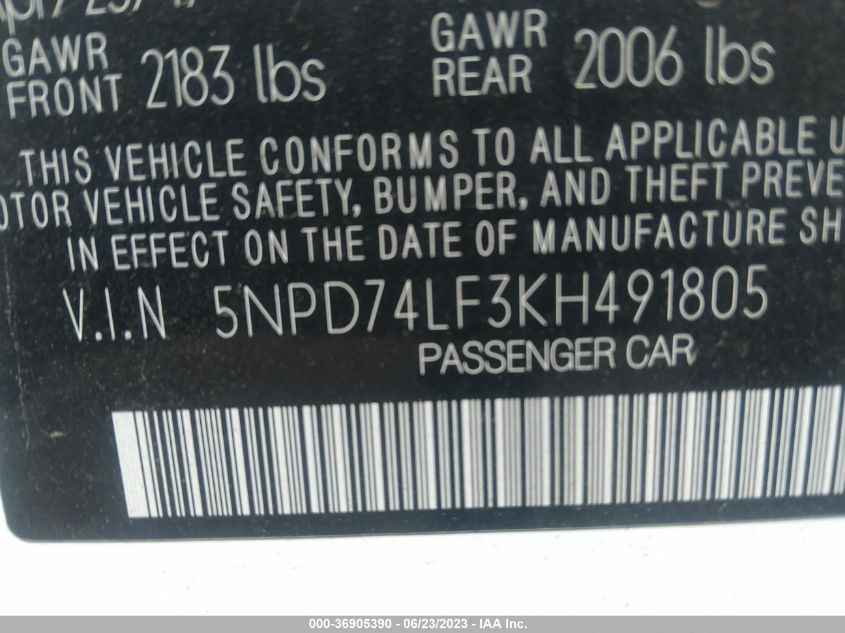 GAWR FRONT 2183 lbs GAWR REAR 2006 lbs
THIS VEHICLE CONFORMS TO ALL APPLICABLE U
OTOR VEHICLE SAFETY, BUMPER, AND THEFT PREVE
IN EFFECT ON THE DATE OF MANUFACTURE SH
V.I.N 5NPD74LF3KH491805
PASSENGER CAR
000-36905390 - 06/23/2023 - IAA Inc.